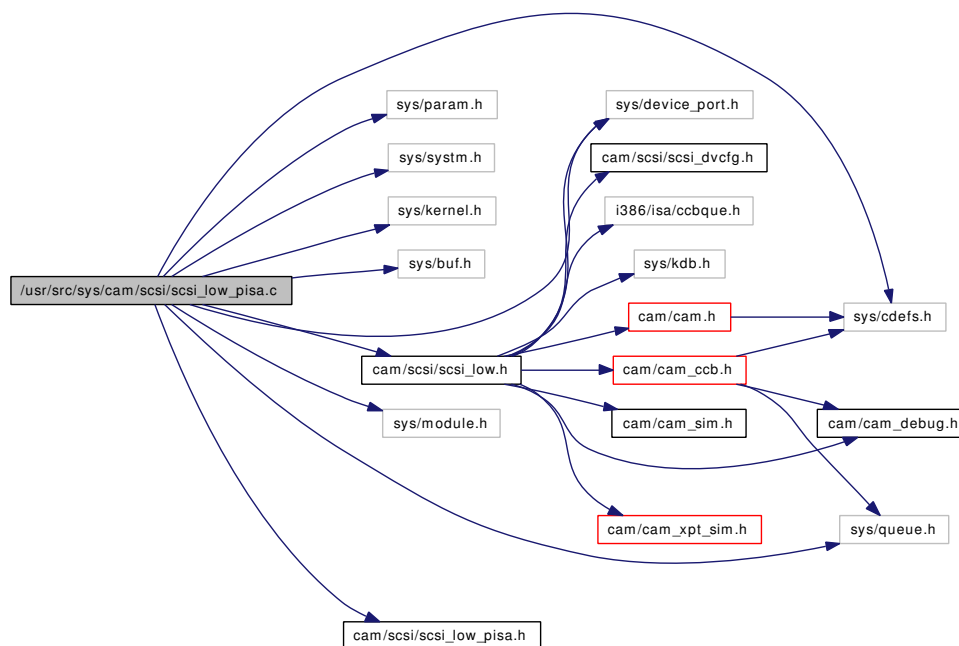 sys/param.h
sys/device_port.h
sys/systm.h
cam/scsi/scsi_dvcfg.h
sys/kernel.h
i386/isa/ccbque.h
sys/buf.h
sys/kdb.h
/usr/src/sys/cam/scsi/scsi_low_pisa.c
cam/cam.h
sys/cdefs.h
cam/scsi/scsi_low.h
cam/cam_ccb.h
sys/module.h
cam/cam_sim.h
cam/cam_debug.h
cam/cam_xpt_sim.h
sys/queue.h
cam/scsi/scsi_low_pisa.h